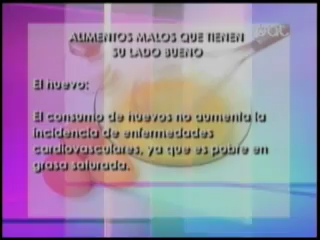 ALIMENTOS MALOS QUE TIENEN
SU LADO BUENO
El huevo:
El consumo de huevos no aumenta la
incidencia de enfermedades
cardiovasculares, ya que es pobre en
grasa saturada.